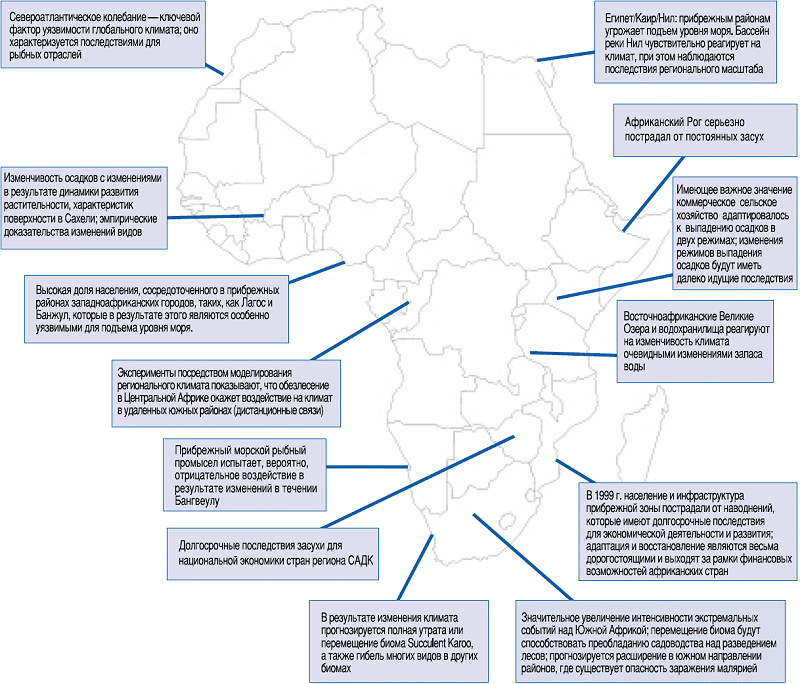 Североатлантическое колебание — ключевой
фактор уязвимости глобального климата; оно
характеризуется последствиями для
рыбных отраслей
Египет/Каир/Нил: прибрежным районам
угрожает подъем уровня моря. Бассейн
реки Нил чувствительно реагирует на
климат, при этом наблюдаются
последствия регионального масштаба
Африканский Рог серьезно
пострадал от постоянных засух
Изменчивость осадков с изменениями
в результате динамики развития
растительности, характеристик
поверхности в Сахели; эмпирические
доказательства изменений видов
Имеющее важное значение
коммерческое сельское
хозяйство адаптировалось
к выпадению осадков в
двух режимах; изменения
режимов выпадения
осадков будут иметь
далеко идущие последствия
Высокая доля населения, сосредоточенного в прибрежных
районах западноафриканских городов, таких, как Лагос и
Банжул, которые в результате этого являются особенно
уязвимыми для подъема уровня моря.
Восточноафриканские Великие
Озера и водохранилища реагируют
на изменчивость климата
очевидными изменениями запаса
воды
Эксперименты посредством моделирования
регионального климата показывают, что обезлесение
в Центральной Африке окажет воздействие на климат
в удаленных южных районах (дистанционные связи)
Прибрежный морской рыбный
промысел испытает, вероятно,
отрицательное воздействие в
результате изменений в течении
Бангвеулу
В 1999 г. население и инфраструктура
прибрежной зоны пострадали от наводнений,
которые имеют долгосрочные последствия
для экономической деятельности и развития;
адаптация и восстановление являются весьма
дорогостоящими и выходят за рамки финансовых
возможностей африканских стран
Долгосрочные последствия засухи для
национальной экономики стран региона САДК
В результате изменения климата
прогнозируется полная утрата или
перемещение биома Succulent Karoo,
а также гибель многих видов в других
биомах
Значительное увеличение интенсивности экстремальных
событий над Южной Африкой; перемещение биома будут
способствовать преобладанию садоводства над разведением
лесов; прогнозируется расширение в южном направлении
районов, где существует опасность заражения малярией